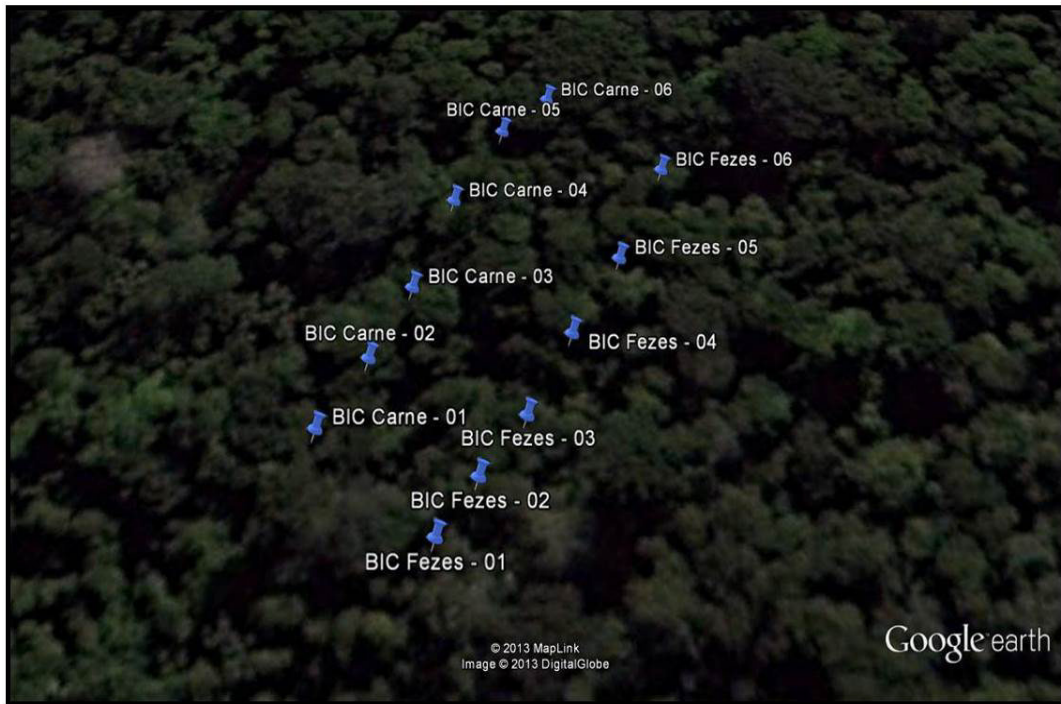 BIC Carne - 06
BIC Carne - 05
BIC Fezes - 06
BIC Carne - 04
BIC Fezes - 05
BIC Carne - 03
BIC Carne - 02
BIC Fezes - 04
BIC Carne - 01
BIC Fezes - 03
BIC Fezes - 02
BIC Fezes - 01
© 2013 MapLink
Image © 2013 DigitalGlobe
Google earth